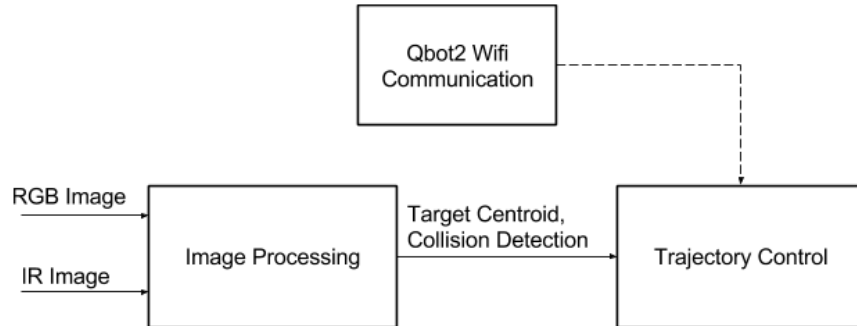 Qbot2 Wifi
Communication
RGB Image
IR Image
Image Processing
Target Centroid,
Collision Detection
Trajectory Control